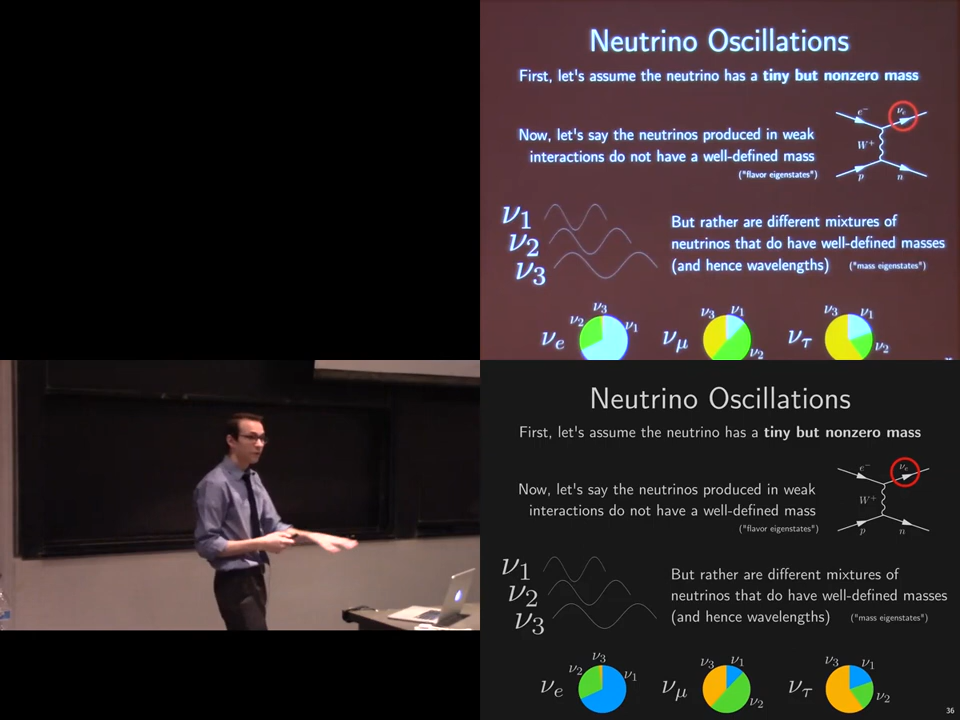 Neutrino Oscillations
First, let's assume the neutrino has a tiny but nonzero mass
Now, let's say the neutrinos produced in weak
interactions do not have a well-defined mass
("flavor eigenstates")
e⁻ νₑ
W⁺
p n
ν₁
ν₂
ν₃
But rather are different mixtures of
neutrinos that do have well-defined masses
(and hence wavelengths) ("mass eigenstates")
νₑ ν₂ ν₃ ν₁
ν_μ ν₃ ν₁ ν₂
ν_τ ν₃ ν₁ ν₂
36
Neutrino Oscillations
First, let's assume the neutrino has a tiny but nonzero mass
Now, let's say the neutrinos produced in weak
interactions do not have a well-defined mass
("flavor eigenstates")
e⁻ νₑ
W⁺
p n
ν₁
ν₂
ν₃
But rather are different mixtures of
neutrinos that do have well-defined masses
(and hence wavelengths) ("mass eigenstates")
νₑ ν₂ ν₃ ν₁
ν_μ ν₃ ν₁ ν₂
ν_τ ν₃ ν₁ ν₂
36